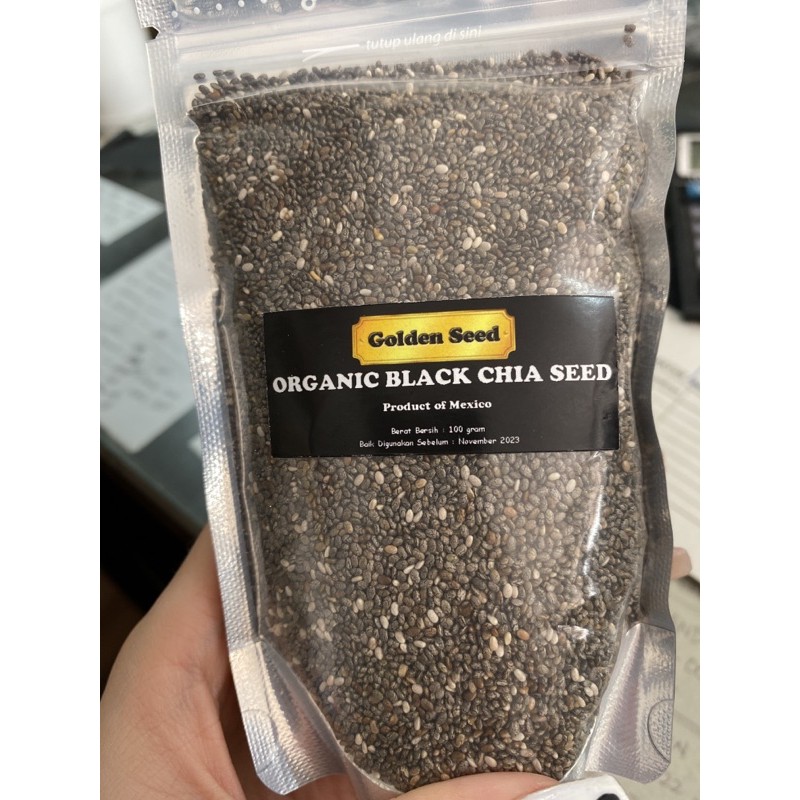 tutup ulang di sini
Golden Seed
ORGANIC BLACK CHIA SEED
Product of Mexico
Berat Bersih : 100 gram
Baik Digunakan Sebelum : November 2023